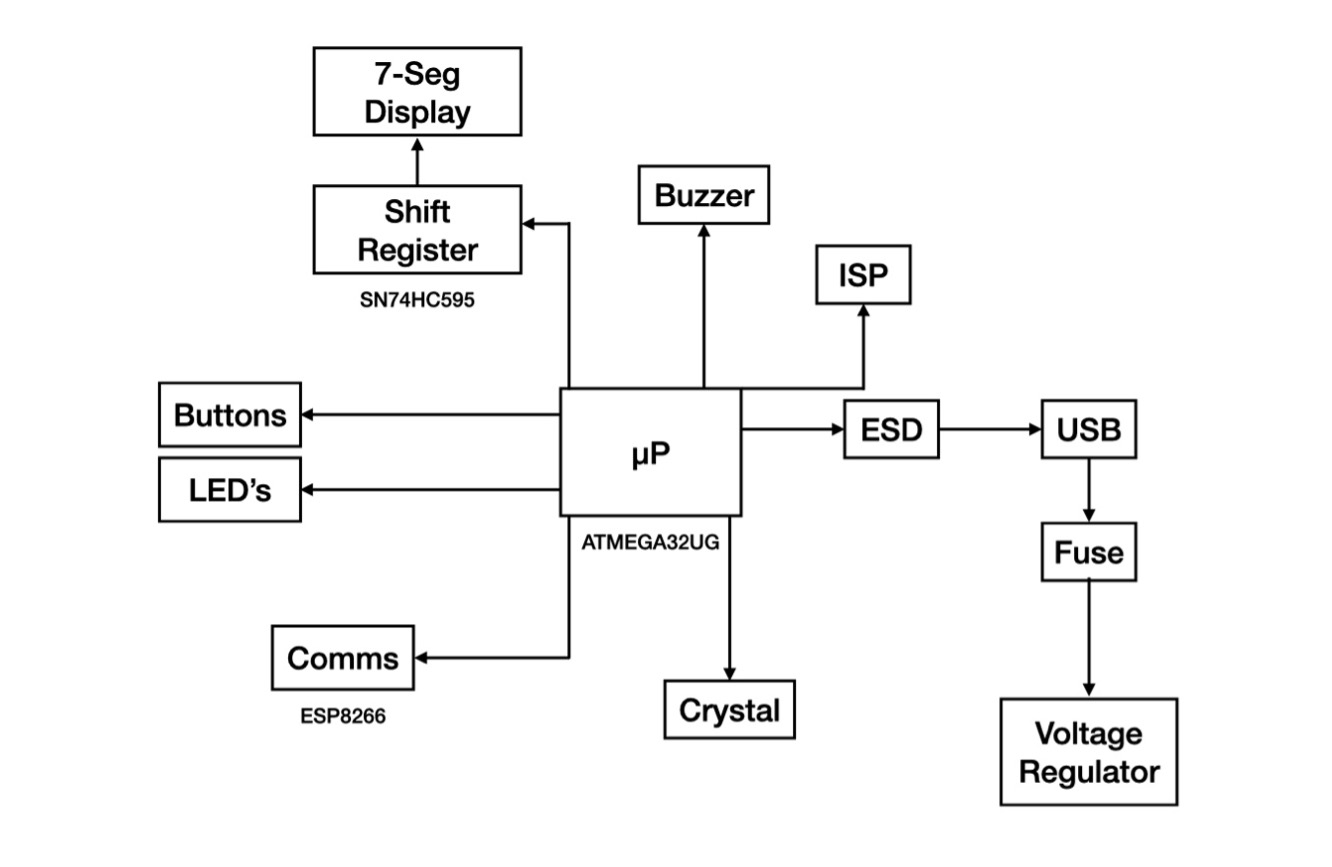 7-Seg
Display
Shift
Register
SN74HC595
Buzzer
ISP
Buttons
LED’s
µP
ATMEGA32UG
ESD
USB
Fuse
Comms
ESP8266
Crystal
Voltage
Regulator